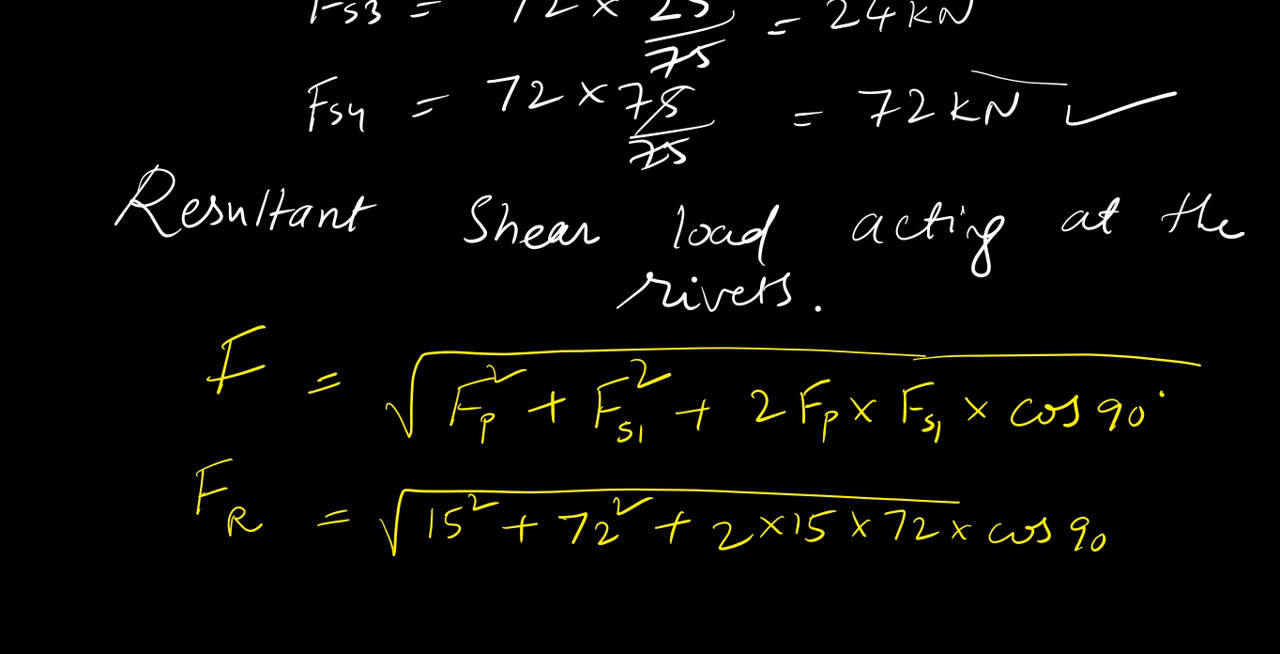 Fs3 = 72 × 25/75 = 24 kN
Fs4 = 72 × 75/75 = 72 kN ✓
Resultant Shear load acting at the
rivets.
F = √(Fp² + Fs1² + 2 Fp × Fs1 × cos 90°)
FR = √(15² + 72² + 2×15×72× cos 90)